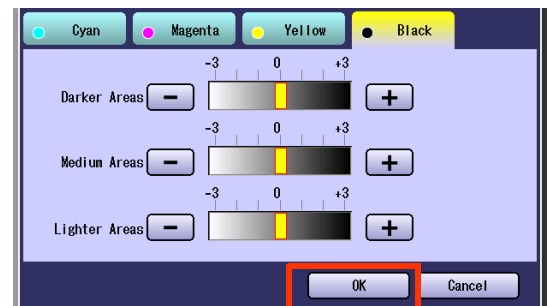 Cyan Magenta Yellow Black
-3 0 +3
Darker Areas − +
-3 0 +3
Medium Areas − +
-3 0 +3
Lighter Areas − +
OK Cancel